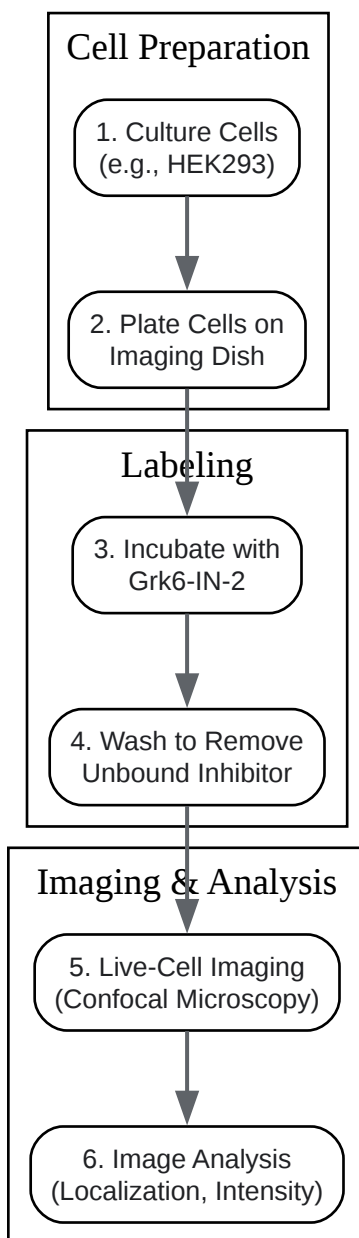 Cell Preparation
1. Culture Cells
(e.g., HEK293)
2. Plate Cells on
Imaging Dish
Labeling
3. Incubate with
Grk6-IN-2
4. Wash to Remove
Unbound Inhibitor
Imaging & Analysis
5. Live-Cell Imaging
(Confocal Microscopy)
6. Image Analysis
(Localization, Intensity)